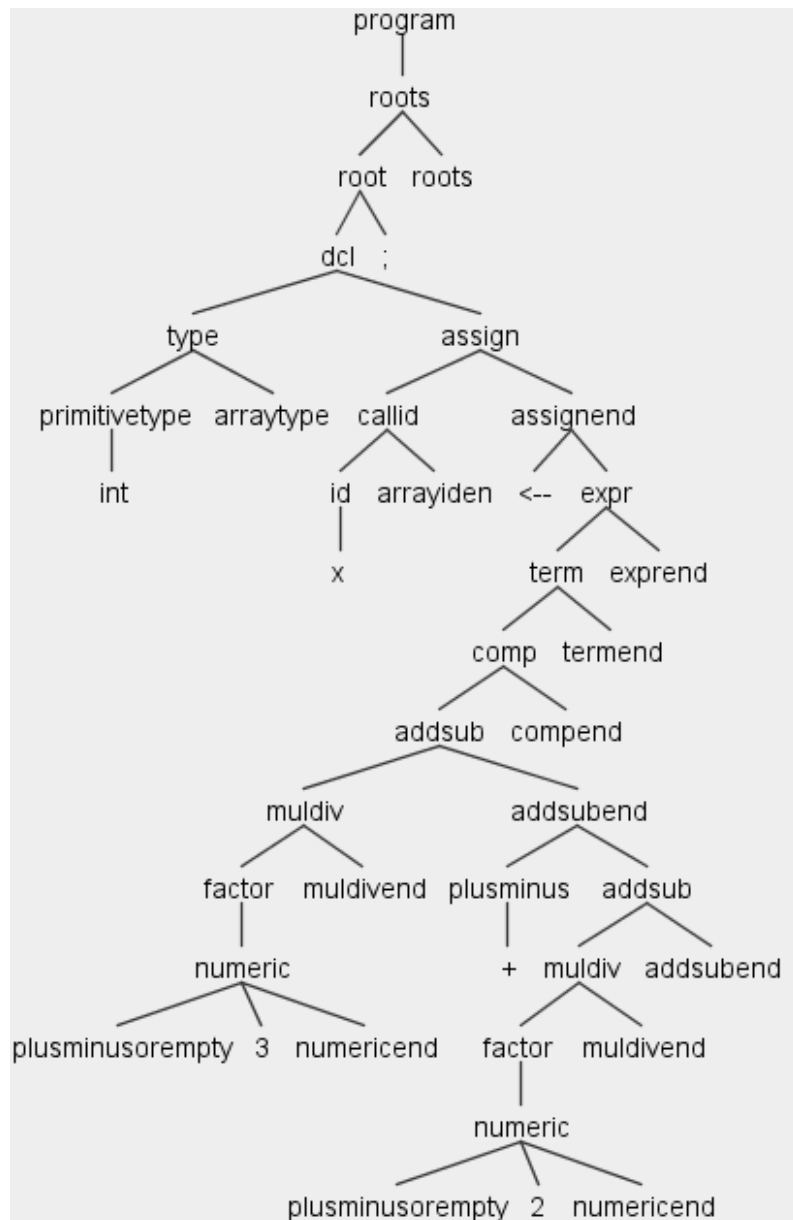 program
roots
root roots
dcl ;
type assign
primitivetype arraytype callid assignend
int id arrayiden <-- expr
x term exprend
comp termend
addsub compend
muldiv addsubend
factor muldivend plusminus addsub
numeric + muldiv addsubend
plusminusorempty 3 numericend factor muldivend
numeric
plusminusorempty 2 numericend